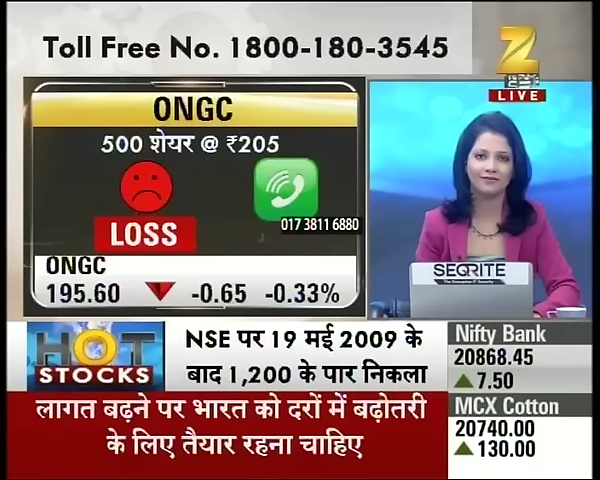 Toll Free No. 1800-180-3545
LIVE
ONGC
500 शेयर @ ₹205
017 3811 6880
LOSS
ONGC
195.60 -0.65 -0.33%
SEQRITE
HOT
STOCKS
NSE पर 19 मई 2009 के
बाद 1,200 के पार निकला
Nifty Bank
20868.45
7.50
लागत बढ़ने पर भारत को दरों में बढ़ोतरी
के लिए तैयार रहना चाहिए
MCX Cotton
20740.00
130.00